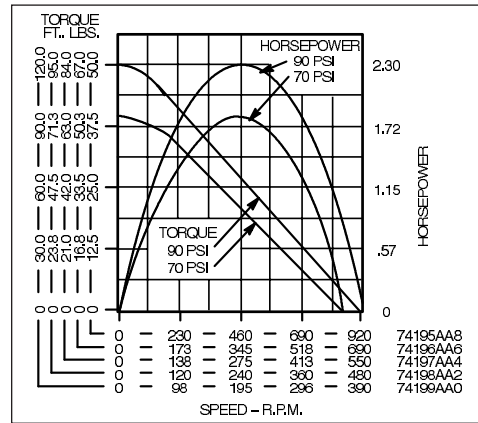 TORQUE
FT.. LBS.
120.0 95.0 84.0 67.0 50.0
90.0 71.3 63.0 50.3 37.5
60.0 47.5 42.0 33.5 25.0
30.0 23.8 21.0 16.8 12.5
0 0 0 0 0
HORSEPOWER
90 PSI
70 PSI
TORQUE
90 PSI
70 PSI
2.30
1.72
1.15
.57
0
HORSEPOWER
0 – 230 – 460 – 690 – 920 74195AA8
0 – 173 – 345 – 518 – 690 74196AA6
0 – 138 – 275 – 413 – 550 74197AA4
0 – 120 – 240 – 360 – 480 74198AA2
0 – 98 – 195 – 296 – 390 74199AA0
SPEED – R.P.M.